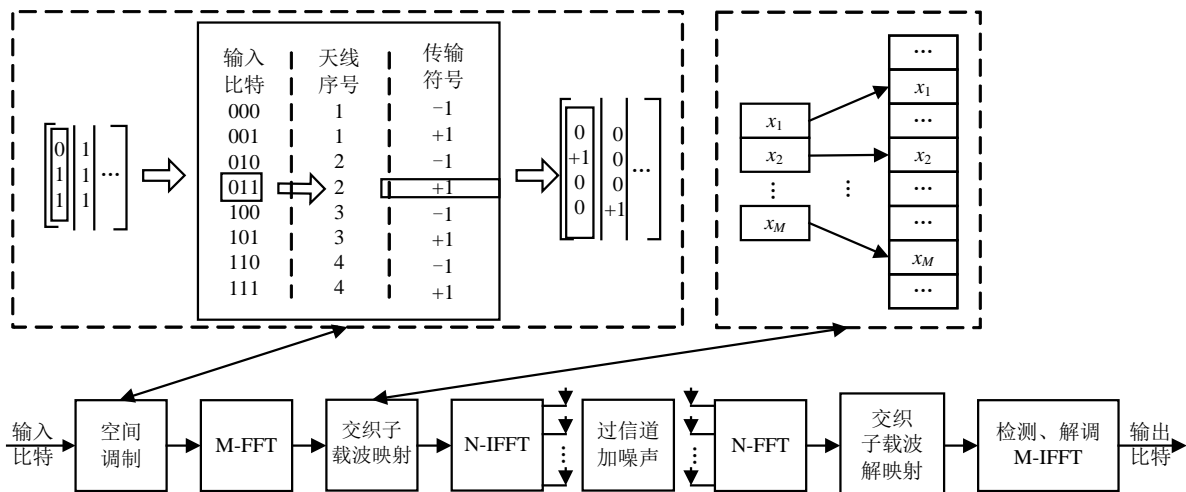 输入
比特
天线
序号
传输
符号
000 1 −1
001 1 +1
010 2 −1
011 2 +1
100 3 −1
101 3 +1
110 4 −1
111 4 +1
0 1
1 1 ...
1 1
0 0
+1 0
0 0 ...
0 +1
x1
x2
⋮
xM
⋮
...
x1
...
x2
...
...
xM
...
输入
比特
空间
调制
M-FFT
交织子
载波映射
N-IFFT
⋮
过信道
加噪声
⋮
N-FFT
交织
子载波
解映射
检测、解调
M-IFFT
输出
比特